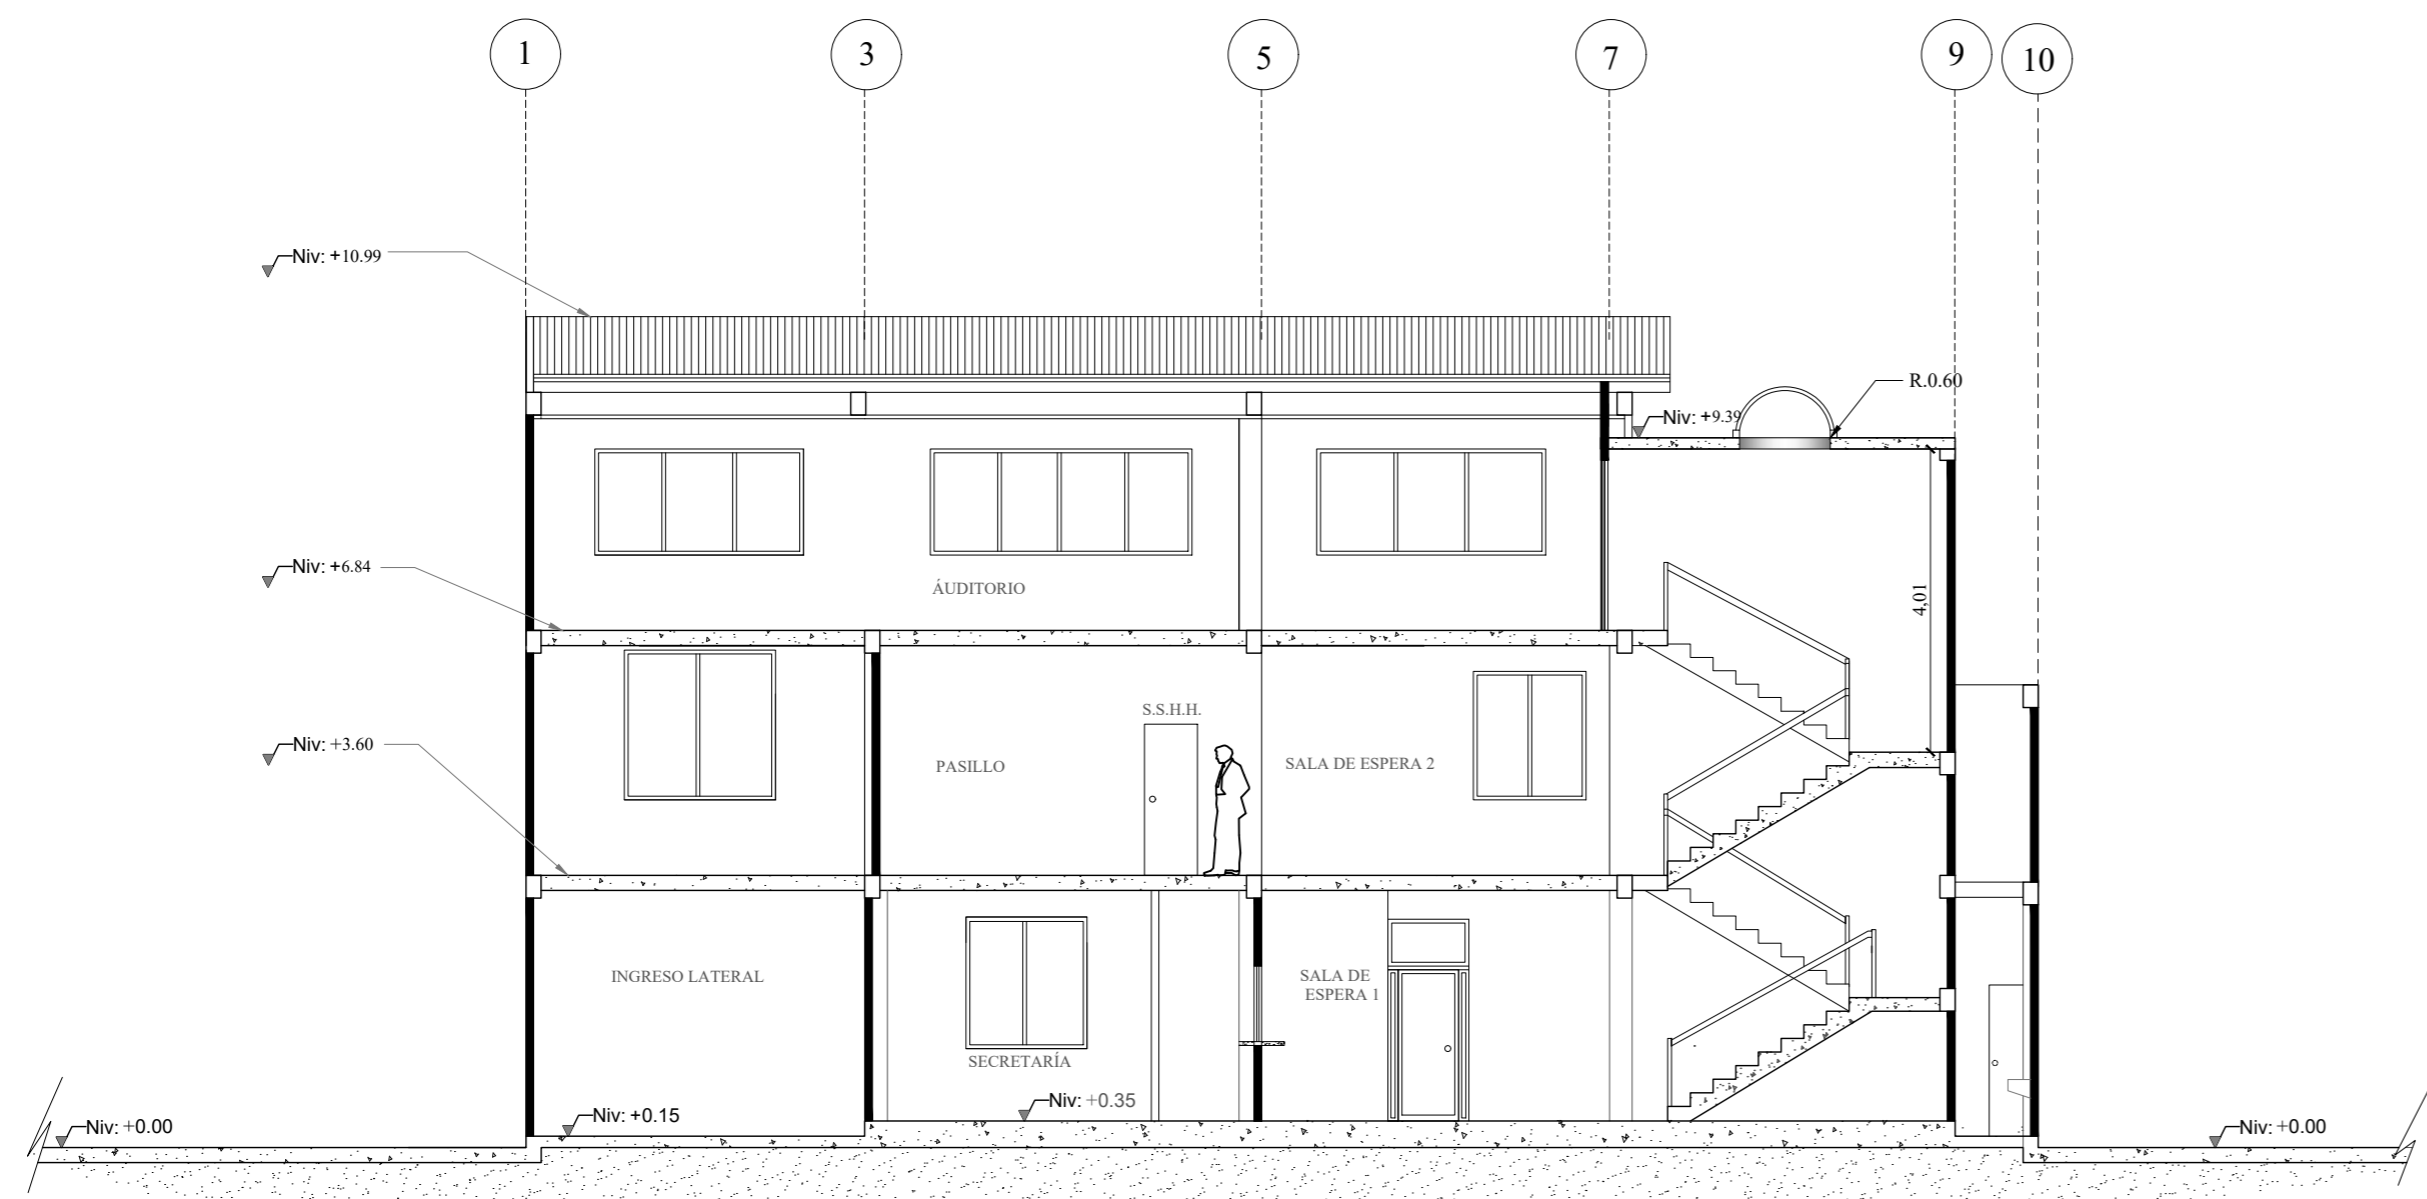 1
3
5
7
9
10
Niv: +10.99
R.0.60
Niv: +9.39
Niv: +6.84
ÁUDITORIO
4,01
S.S.H.H.
Niv: +3.60
PASILLO
SALA DE ESPERA 2
INGRESO LATERAL
SALA DE
ESPERA 1
SECRETARÍA
Niv: +0.35
Niv: +0.15
Niv: +0.00
Niv: +0.00